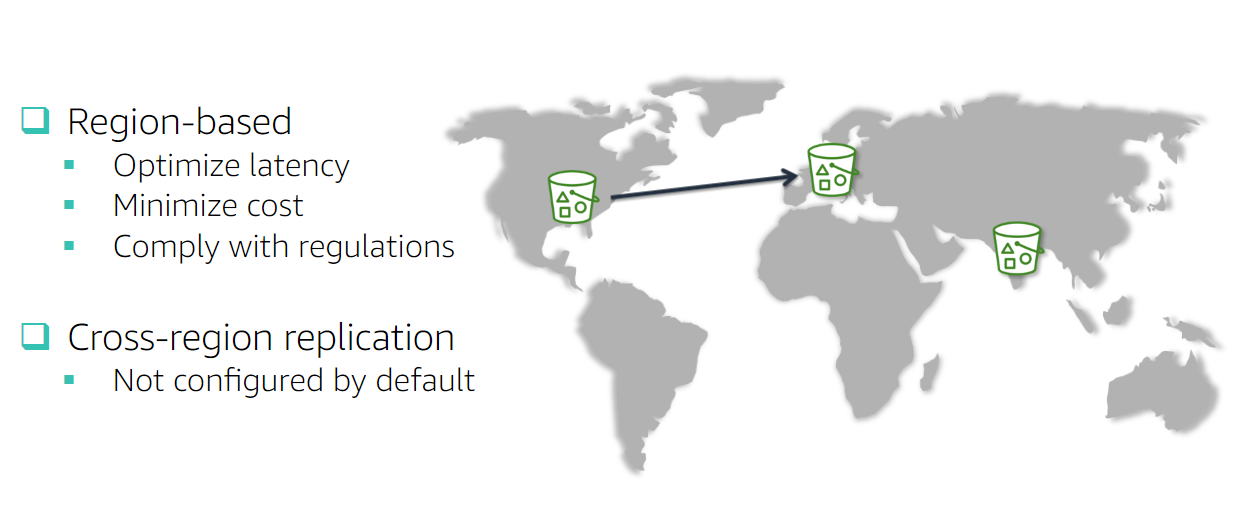 Region-based
Optimize latency
Minimize cost
Comply with regulations
Cross-region replication
Not configured by default